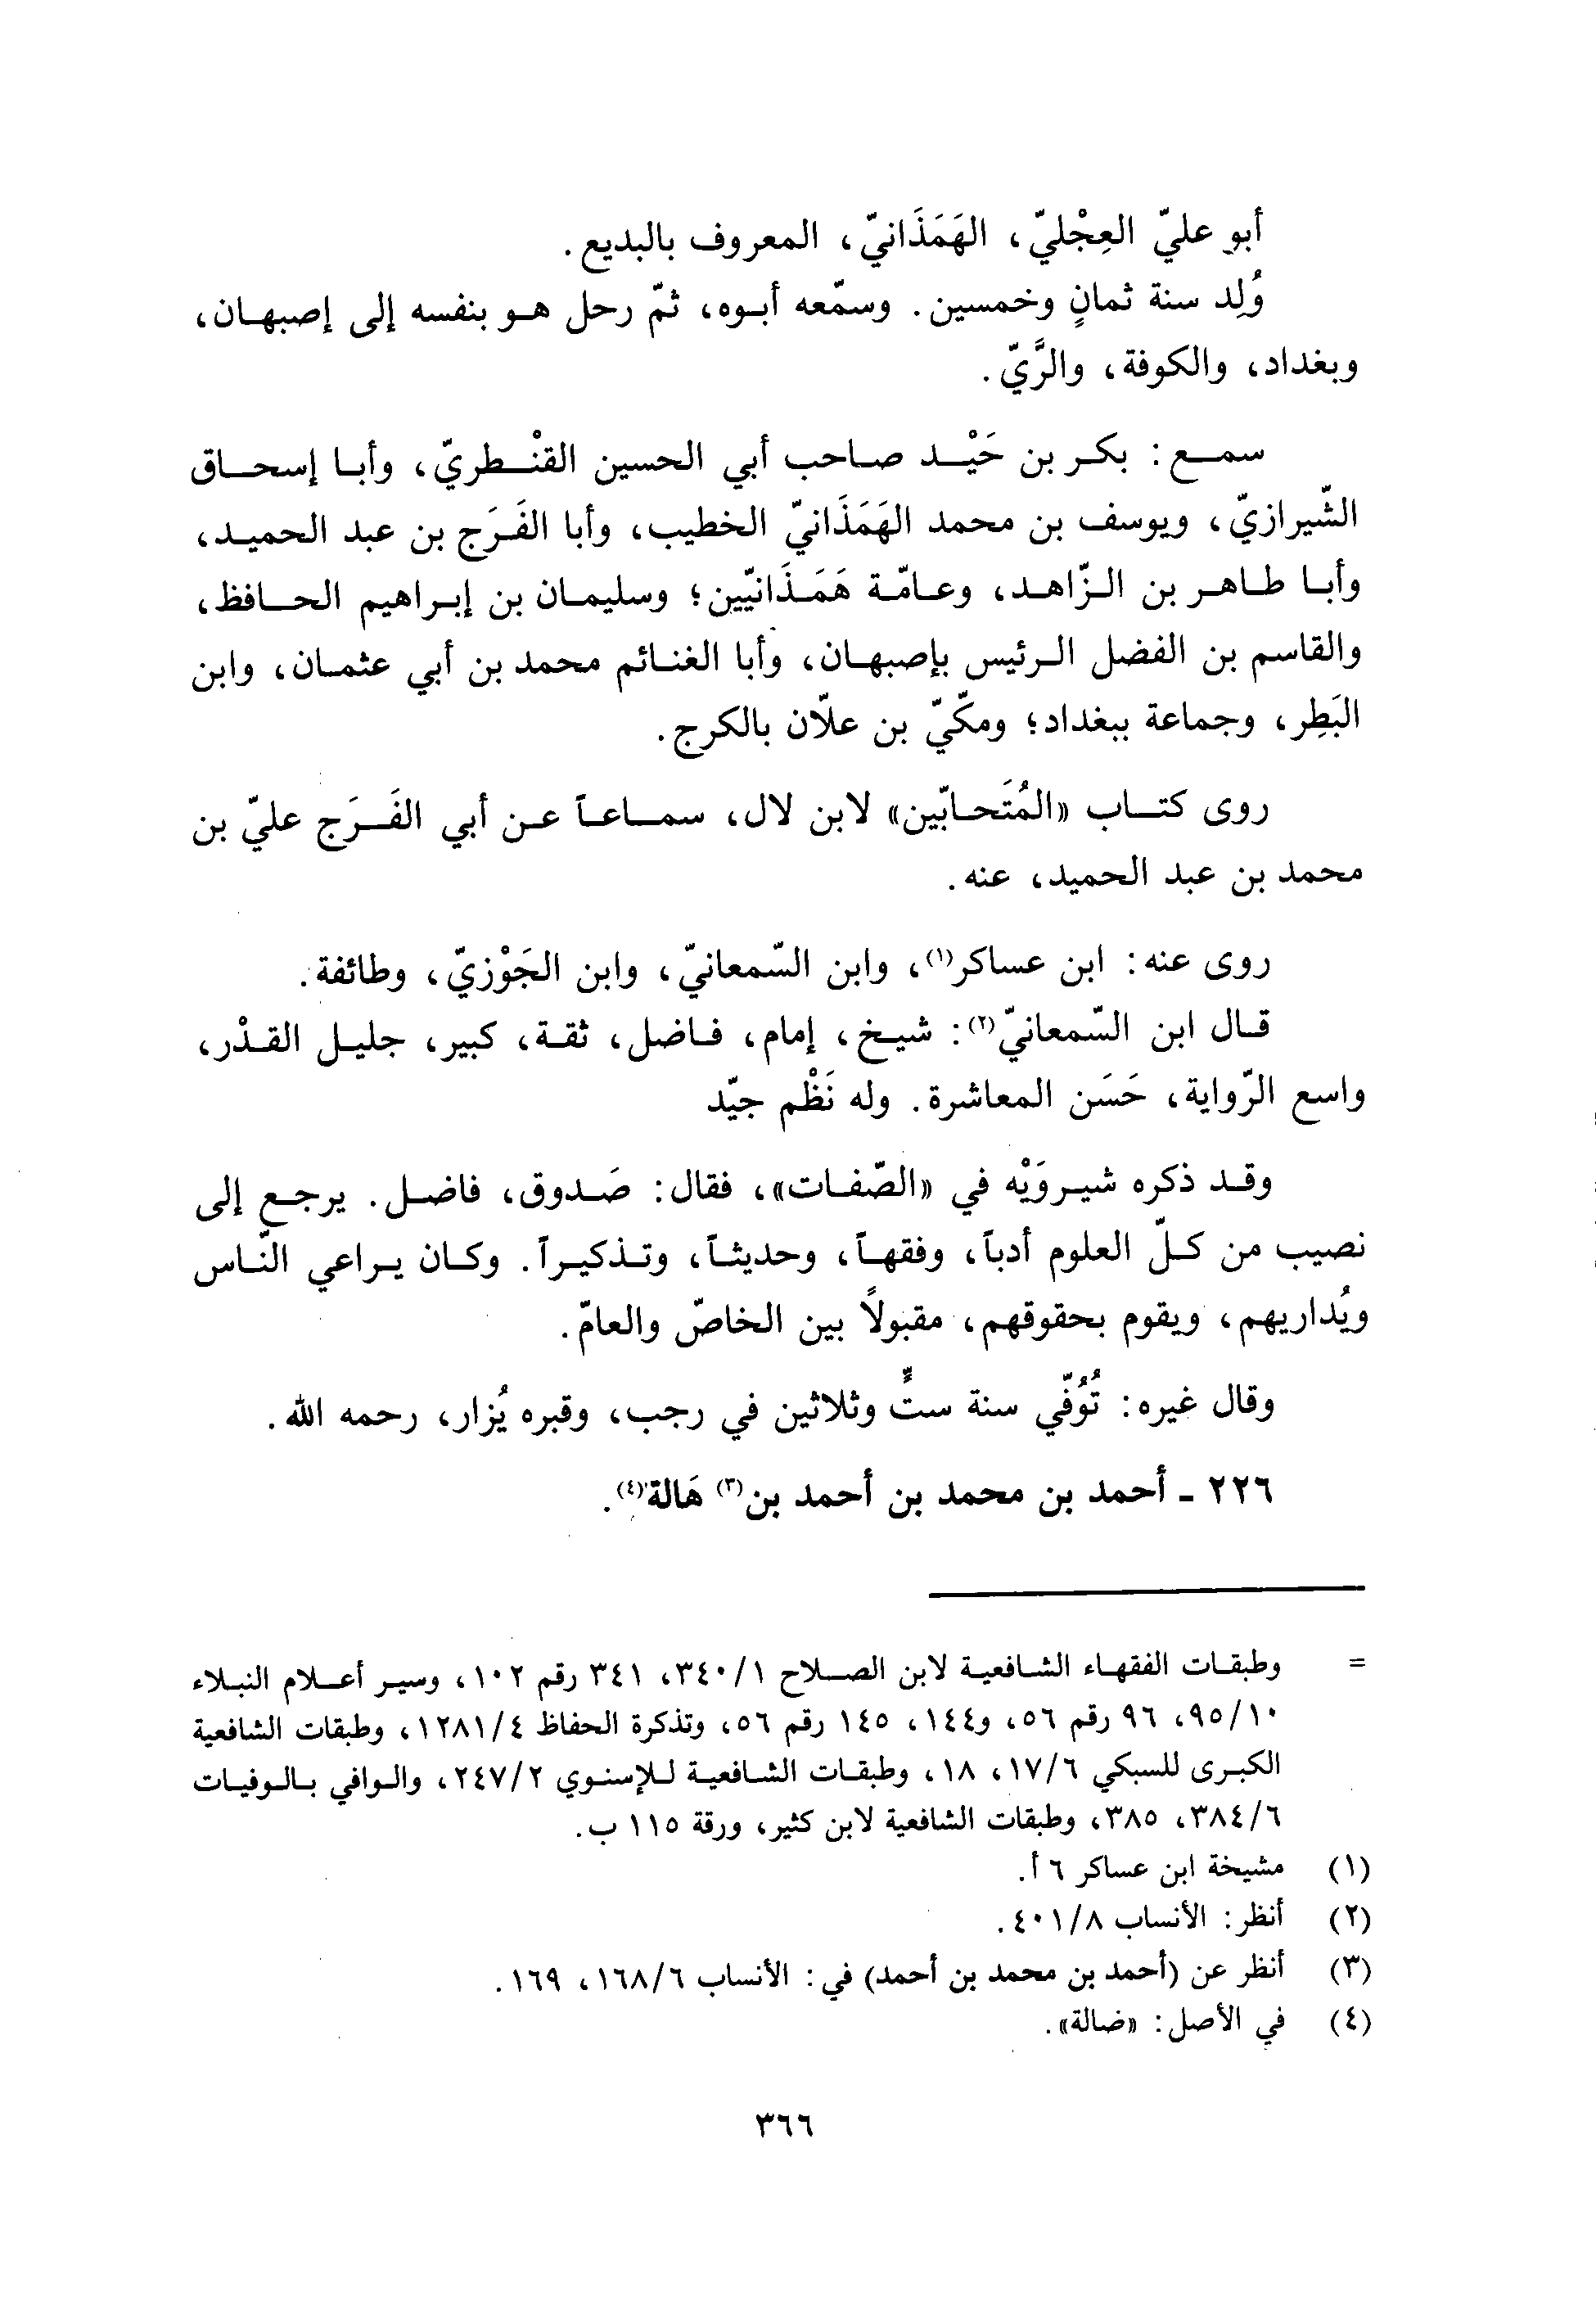 أبو عليّ العِجْليّ، الهَمَذَانيّ، المعروف بالبديع.
وُلِد سنة ثمانٍ وخمسين. وسمّعه أبوه، ثمّ رحل هو بنفسه إلى إصبهان،
وبغداد، والكوفة، والرَّيّ.
سمع: بكر بن حَيْد صاحب أبي الحسين القنْطريّ، وأبا إسحاق
الشّيرازيّ، ويوسف بن محمد الهَمَذَانيّ الخطيب، وأبا الفَرَج بن عبد الحميد،
وأبا طاهر بن الزّاهد، وعامّة هَمَذَانيّين؛ وسليمان بن إبراهيم الحافظ،
والقاسم بن الفضل الرئيس بإصبهان، وأبا الغنائم محمد بن أبي عثمان، وابن
البَطِر، وجماعة ببغداد؛ ومكّيّ بن علّان بالكرج.
روى كتاب «المُتَحابّين» لابن لال، سماعاً عن أبي الفَرَج عليّ بن
محمد بن عبد الحميد، عنه.
روى عنه: ابن عساكر(١)، وابن السّمعانيّ، وابن الجَوْزيّ، وطائفة.
قال ابن السّمعانيّ(٢): شيخ، إمام، فاضل، ثقة، كبير، جليل القدْر،
واسع الرّواية، حَسَن المعاشرة. وله نَظْم جيّد
وقد ذكره شيرَوَيْه في «الصّفات»، فقال: صَدوق، فاضل. يرجع إلى
نصيب من كلّ العلوم أدباً، وفقهاً، وحديثاً، وتذكيراً. وكان يراعي النّاس
ويُداريهم، ويقوم بحقوقهم، مقبولاً بين الخاصّ والعامّ.
وقال غيره: تُوُفّي سنة ستٍّ وثلاثين في رجب، وقبره يُزار، رحمه الله.
٢٢٦ - أحمد بن محمد بن أحمد بن(٣) هَالة(٤).
= وطبقات الفقهاء الشافعية لابن الصلاح ١/ ٣٤٠، ٣٤١ رقم ١٠٢، وسير أعلام النبلاء
١٠/ ٩٥، ٩٦ رقم ٥٦، و١٤٤، ١٤٥ رقم ٥٦، وتذكرة الحفاظ ٤/ ١٢٨١، وطبقات الشافعية
الكبرى للسبكي ٦/ ١٧، ١٨، وطبقات الشافعية للإسنوي ٢/ ٢٤٧، والوافي بالوفيات
٦/ ٣٨٤، ٣٨٥، وطبقات الشافعية لابن كثير، ورقة ١١٥ ب.
(١) مشيخة ابن عساكر ٦ أ.
(٢) أنظر: الأنساب ٨/ ٤٠١.
(٣) أنظر عن (أحمد بن محمد بن أحمد) في: الأنساب ٦/ ١٦٨، ١٦٩.
(٤) في الأصل: «ضالة».
٣٦٦